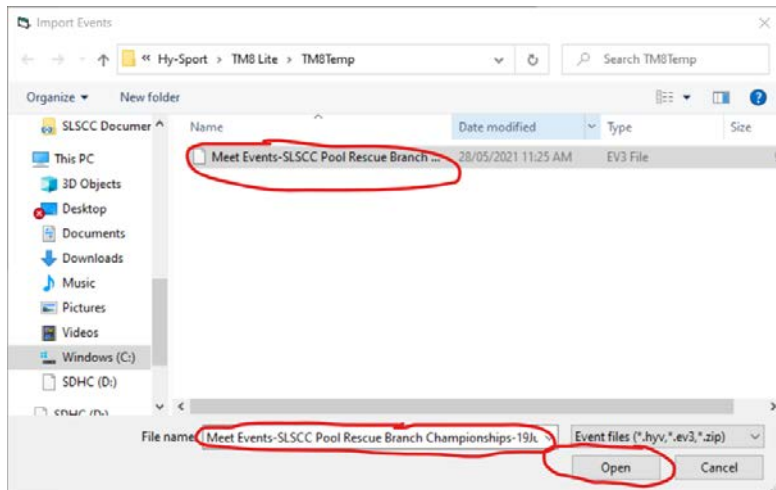 Import Events
« Hy-Sport > TM8 Lite > TM8Temp
Search TM8Temp
Organize
New folder
SLSCC Documer
Name
Date modified
Type
Size
This PC
Meet Events-SLSCC Pool Rescue Branch ...
28/05/2021 11:25 AM
EV3 File
3D Objects
Desktop
Documents
Downloads
Music
Pictures
Videos
Windows (C:)
SDHC (D:)
SDHC (D:)
File name:
Meet Events-SLSCC Pool Rescue Branch Championships-19Ju
Event files (*.hyv,*.ev3,*.zip)
Open
Cancel